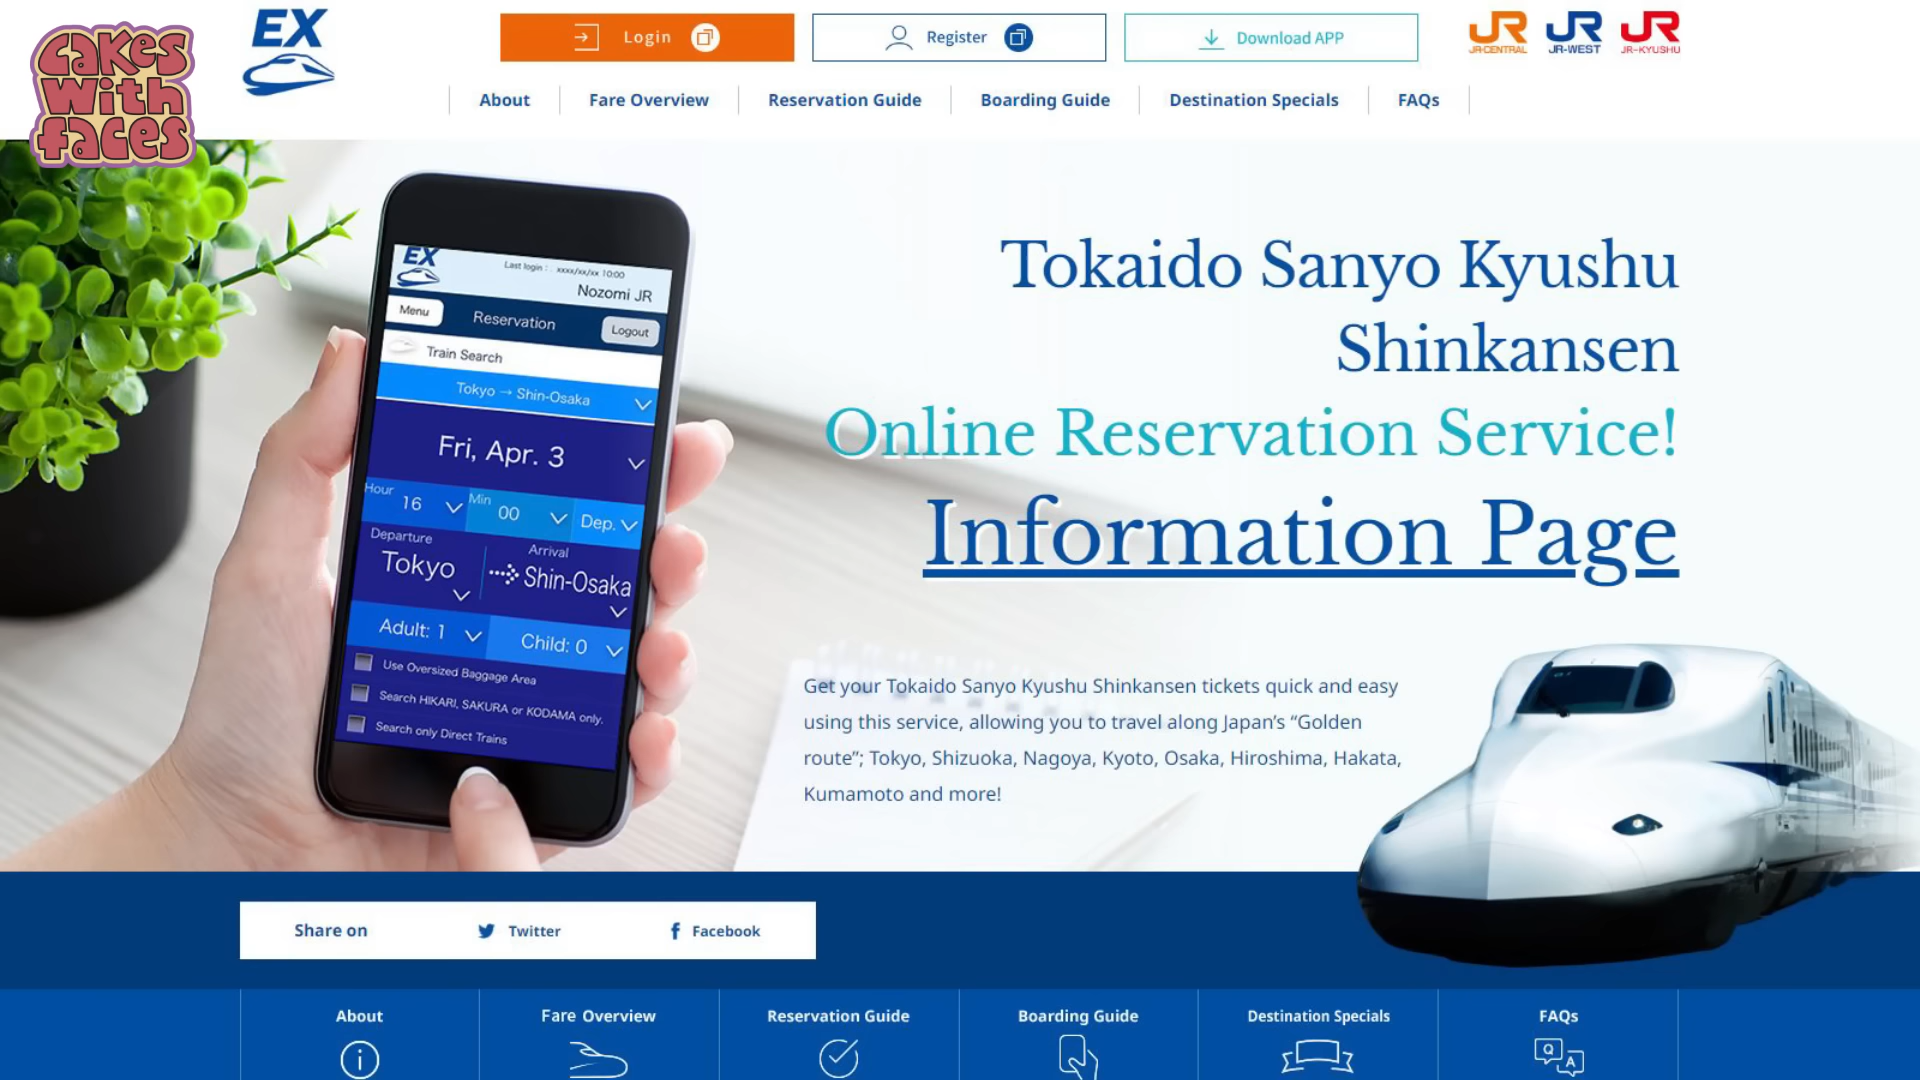 Cakes
With
faces
EX
Login
Register
Download APP
JR
JR-CENTRAL
JR
JR-WEST
JR
JR-KYUSHU
About
Fare Overview
Reservation Guide
Boarding Guide
Destination Specials
FAQs
EX
Last login : xxxx/xx/xx 10:00
Nozomi JR
Menu
Reservation
Logout
Train Search
Tokyo → Shin-Osaka
Fri, Apr. 3
Hour 16
Min 00
Dep.
Departure
Tokyo
Arrival
Shin-Osaka
Adult: 1
Child: 0
Use Oversized Baggage Area
Search HIKARI, SAKURA or KODAMA only.
Search only Direct Trains
Tokaido Sanyo Kyushu
Shinkansen
Online Reservation Service!
Information Page
Get your Tokaido Sanyo Kyushu Shinkansen tickets quick and easy
using this service, allowing you to travel along Japan's “Golden
route”; Tokyo, Shizuoka, Nagoya, Kyoto, Osaka, Hiroshima, Hakata,
Kumamoto and more!
Share on
Twitter
Facebook
About
Fare Overview
Reservation Guide
Boarding Guide
Destination Specials
FAQs
Q
A